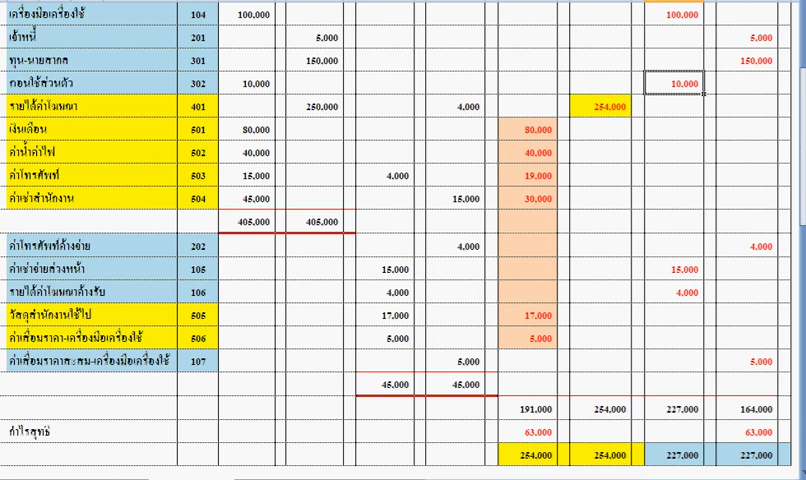 เครื่องมือเครื่องใช้ 104 100,000 100,000
เจ้าหนี้ 201 5,000 5,000
ทุน-นายสากล 301 150,000 150,000
ถอนใช้ส่วนตัว 302 10,000 10,000
รายได้ค่าโฆษณา 401 250,000 4,000 254,000
เงินเดือน 501 80,000 80,000
ค่าน้ำค่าไฟ 502 40,000 40,000
ค่าโทรศัพท์ 503 15,000 4,000 19,000
ค่าเช่าสำนักงาน 504 45,000 15,000 30,000
405,000 405,000
ค่าโทรศัพท์ค้างจ่าย 202 4,000 4,000
ค่าเช่าจ่ายล่วงหน้า 105 15,000 15,000
รายได้ค่าโฆษณาค้างรับ 106 4,000 4,000
วัสดุสำนักงานใช้ไป 505 17,000 17,000
ค่าเสื่อมราคา-เครื่องมือเครื่องใช้ 506 5,000 5,000
ค่าเสื่อมราคาสะสม-เครื่องมือเครื่องใช้ 107 5,000 5,000
45,000 45,000
191,000 254,000 227,000 164,000
กำไรสุทธิ 63,000 63,000
254,000 254,000 227,000 227,000